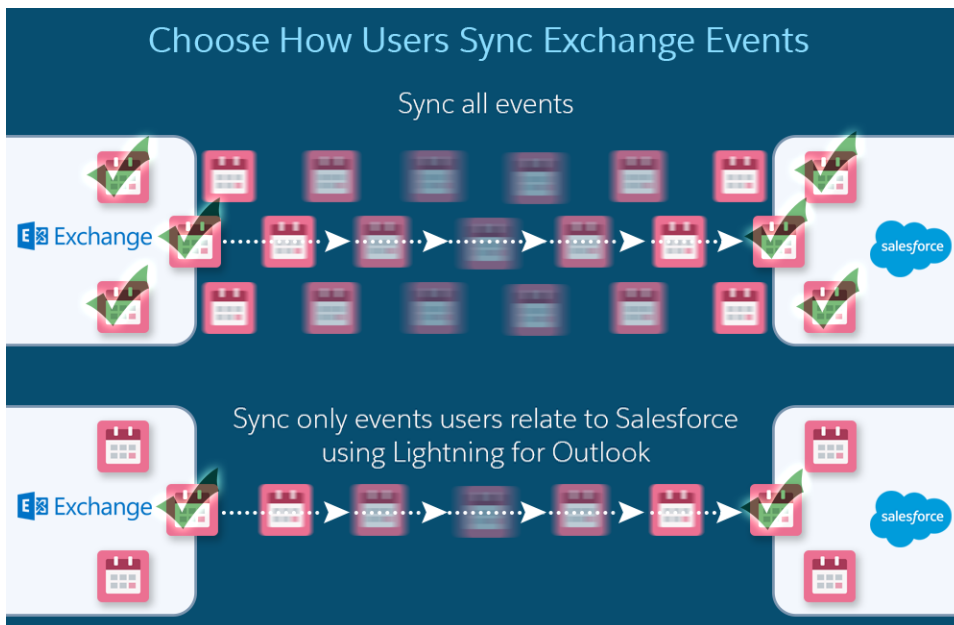 Choose How Users Sync Exchange Events
Sync all events
Exchange
salesforce
Sync only events users relate to Salesforce
using Lightning for Outlook
Exchange
salesforce